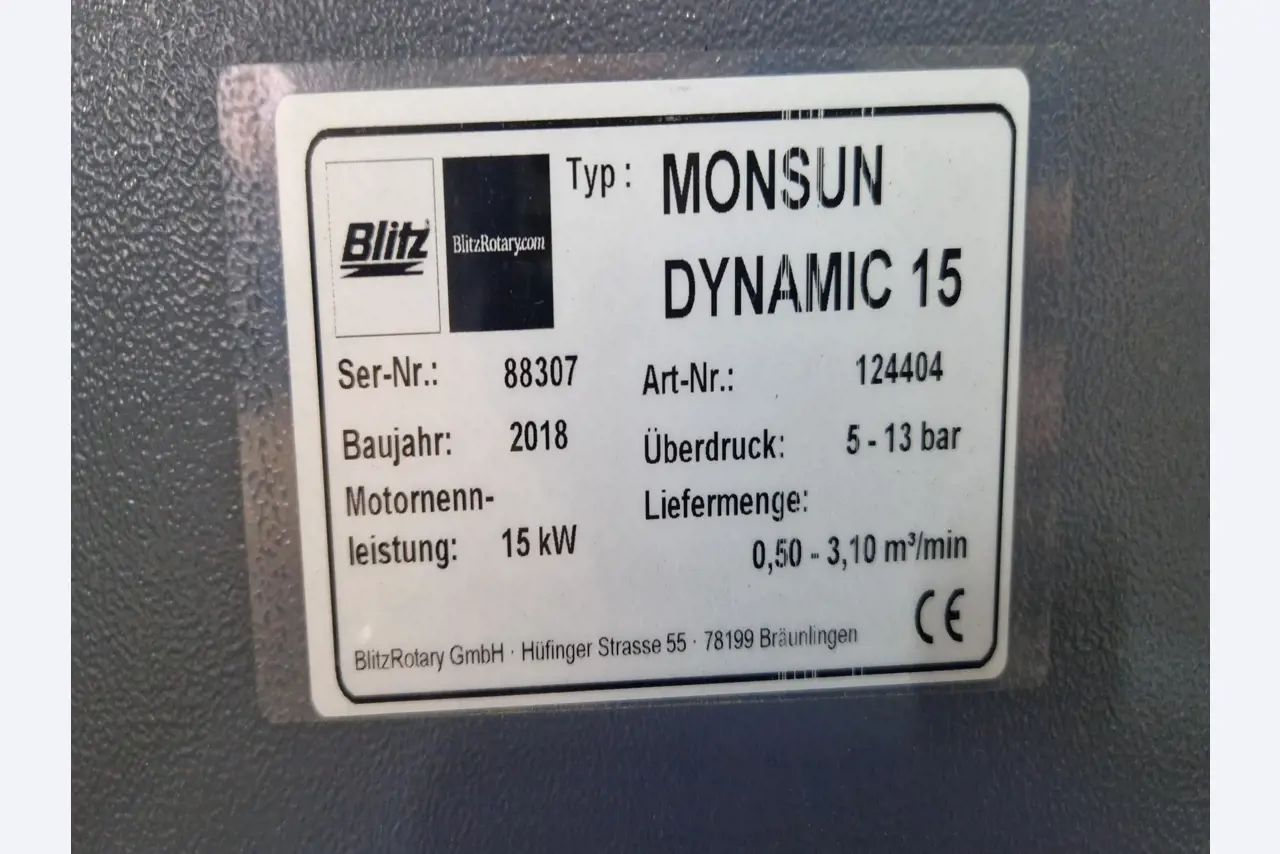 Blitz
BlitzRotary.com
Typ : MONSUN
DYNAMIC 15
Ser-Nr.: 88307 Art-Nr.: 124404
Baujahr: 2018 Überdruck: 5 - 13 bar
Motornenn- Liefermenge:
leistung: 15 kW 0,50 - 3,10 m³/min
CE
BlitzRotary GmbH · Hüfinger Strasse 55 · 78199 Bräunlingen